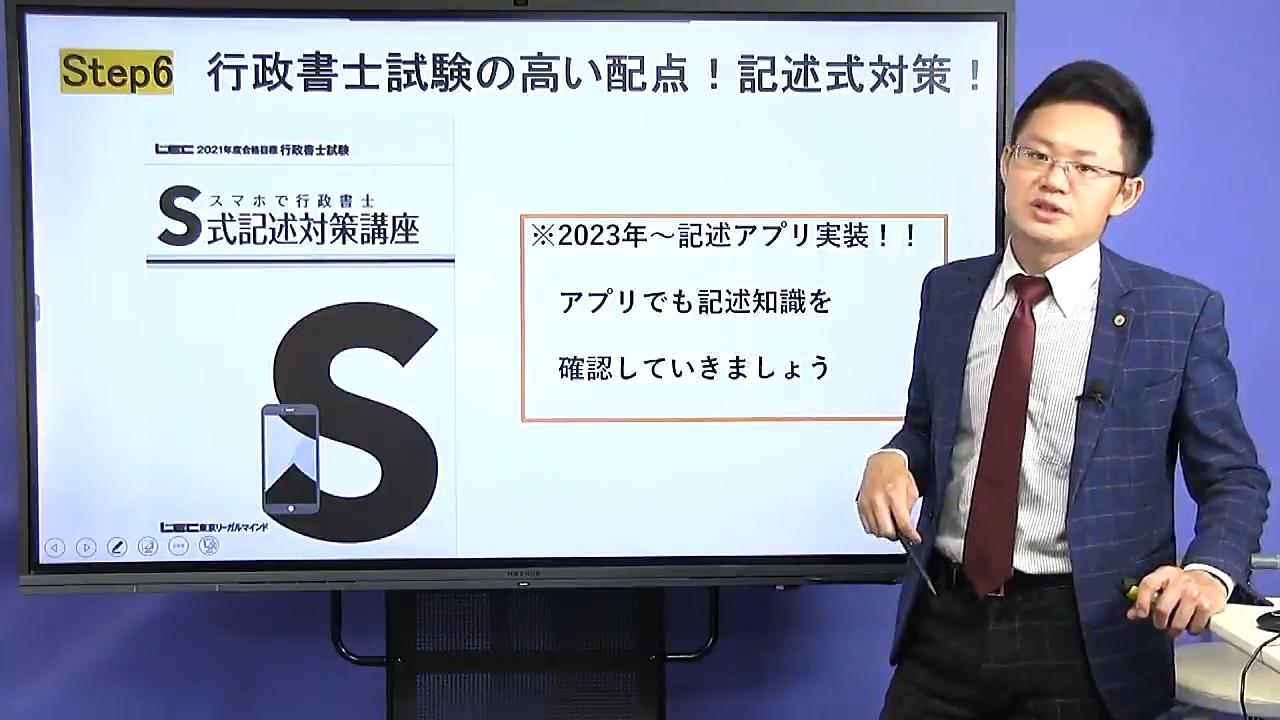 Step6 行政書士試験の高い配点！記述式対策！
LEC 2021年度合格目標 行政書士試験
スマホで行政書士
S式記述対策講座
※2023年～記述アプリ実装！！
アプリでも記述知識を
確認していきましょう
S
LEC東京リーガルマインド
MAXHUB